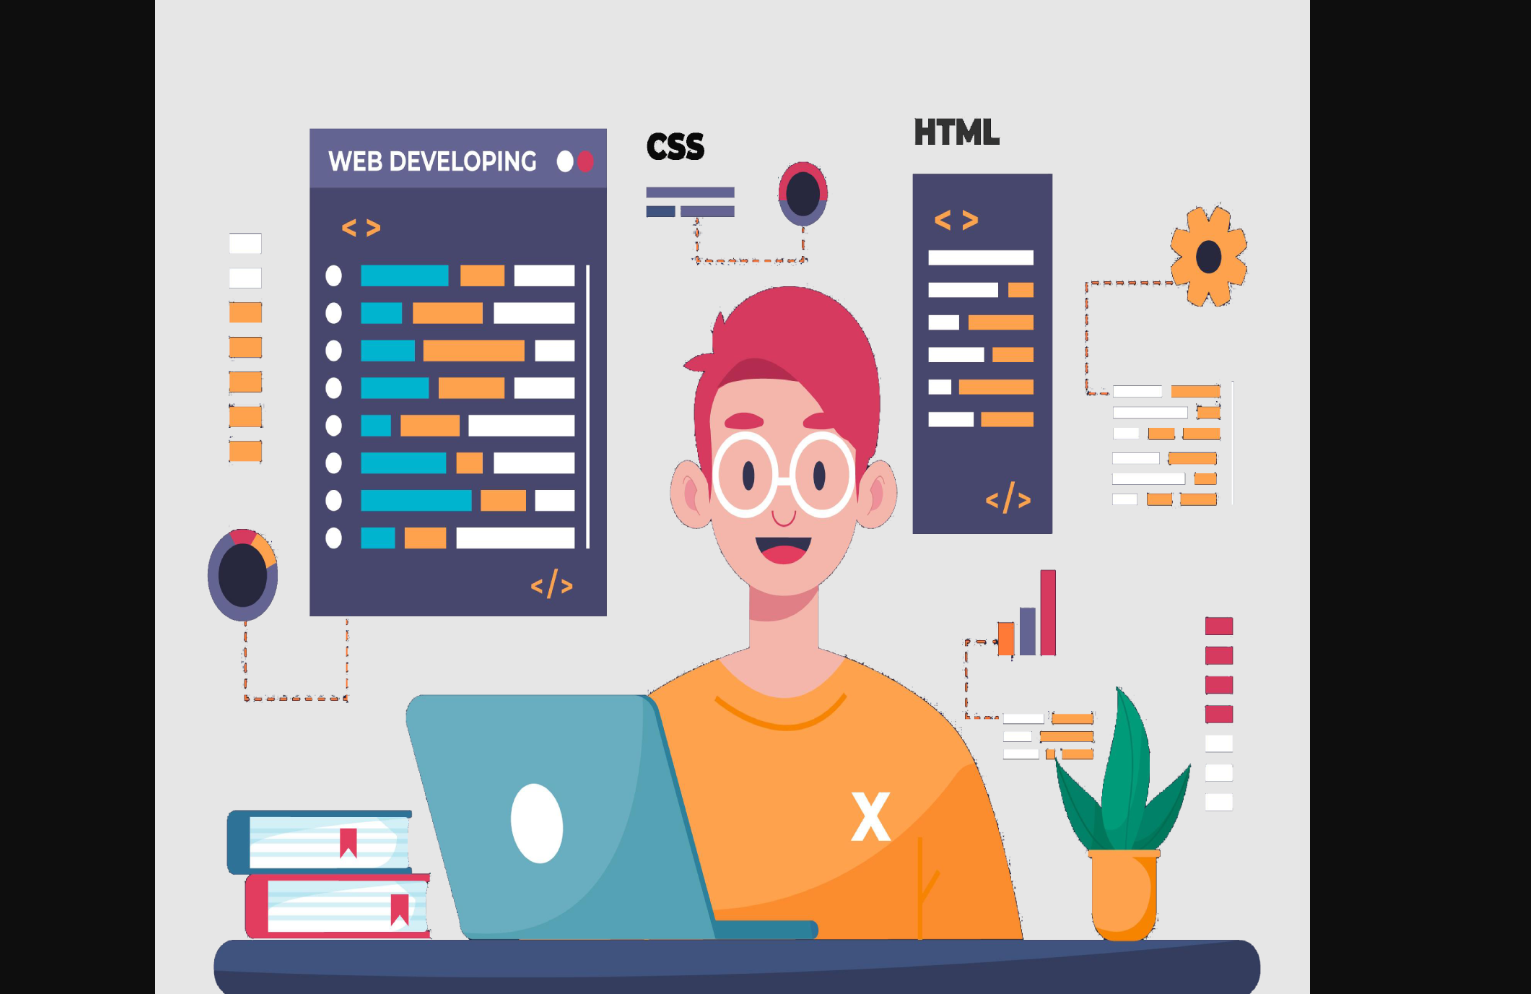 WEB DEVELOPING
CSS
HTML
< >
< >
</>
</>
X